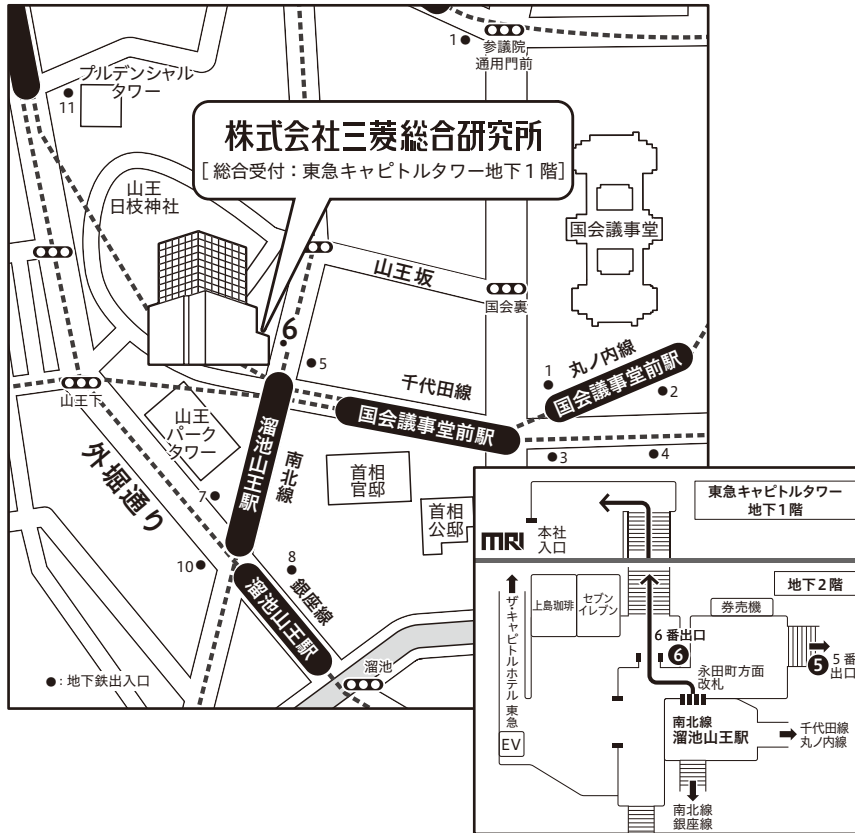 1
参議院
通用門前
プルデンシャル
タワー
11
株式会社三菱総合研究所
[ 総合受付：東急キャピトルタワー地下1階]
山王
日枝神社
国会議事堂
山王坂
国会裏
6
5
丸ノ内線
1
国会議事堂前駅
2
千代田線
国会議事堂前駅
山王下
山王
パーク
タワー
溜池山王駅
南北線
外堀通り
首相
官邸
首相
公邸
3
4
7
8
10
銀座線
溜池山王駅
溜池
●：地下鉄出入口
東急キャピトルタワー
地下1階
MRI
本社
入口
地下2階
ザ・キャピトルホテル 東急
上島珈琲
セブン
イレブン
券売機
6番出口
6
永田町方面
改札
5
5番
出口
南北線
溜池山王駅
千代田線
丸ノ内線
EV
南北線
銀座線